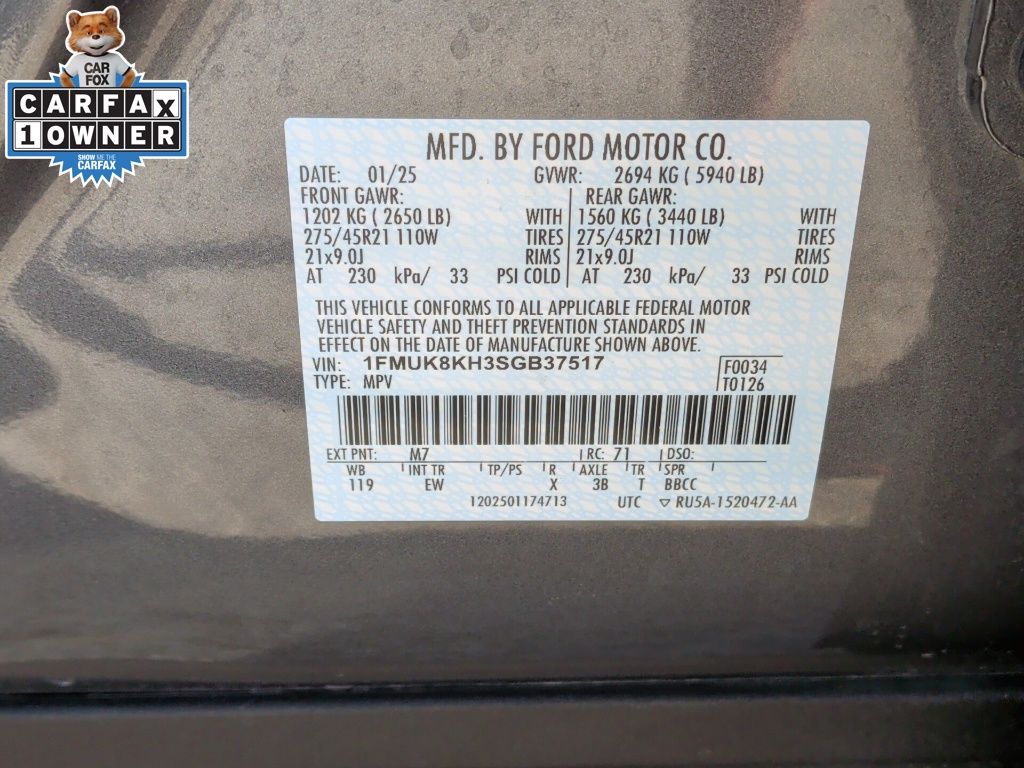 CAR
FOX
CARFAX
1 OWNER
SHOW ME THE
CARFAX
MFD. BY FORD MOTOR CO.
DATE: 01/25 GVWR: 2694 KG ( 5940 LB)
FRONT GAWR: REAR GAWR:
1202 KG ( 2650 LB) WITH 1560 KG ( 3440 LB) WITH
275/45R21 110W TIRES 275/45R21 110W TIRES
21x9.0J RIMS 21x9.0J RIMS
AT 230 kPa/ 33 PSI COLD AT 230 kPa/ 33 PSI COLD
THIS VEHICLE CONFORMS TO ALL APPLICABLE FEDERAL MOTOR
VEHICLE SAFETY AND THEFT PREVENTION STANDARDS IN
EFFECT ON THE DATE OF MANUFACTURE SHOWN ABOVE.
VIN: 1FMUK8KH3SGB37517 F0034
TYPE: MPV T0126
EXT PNT: M7 RC: 71 DSO:
WB INT TR TP/PS R AXLE TR SPR
119 EW X 3B T BBCC
1202501174713 UTC ▽ RU5A-1520472-AA